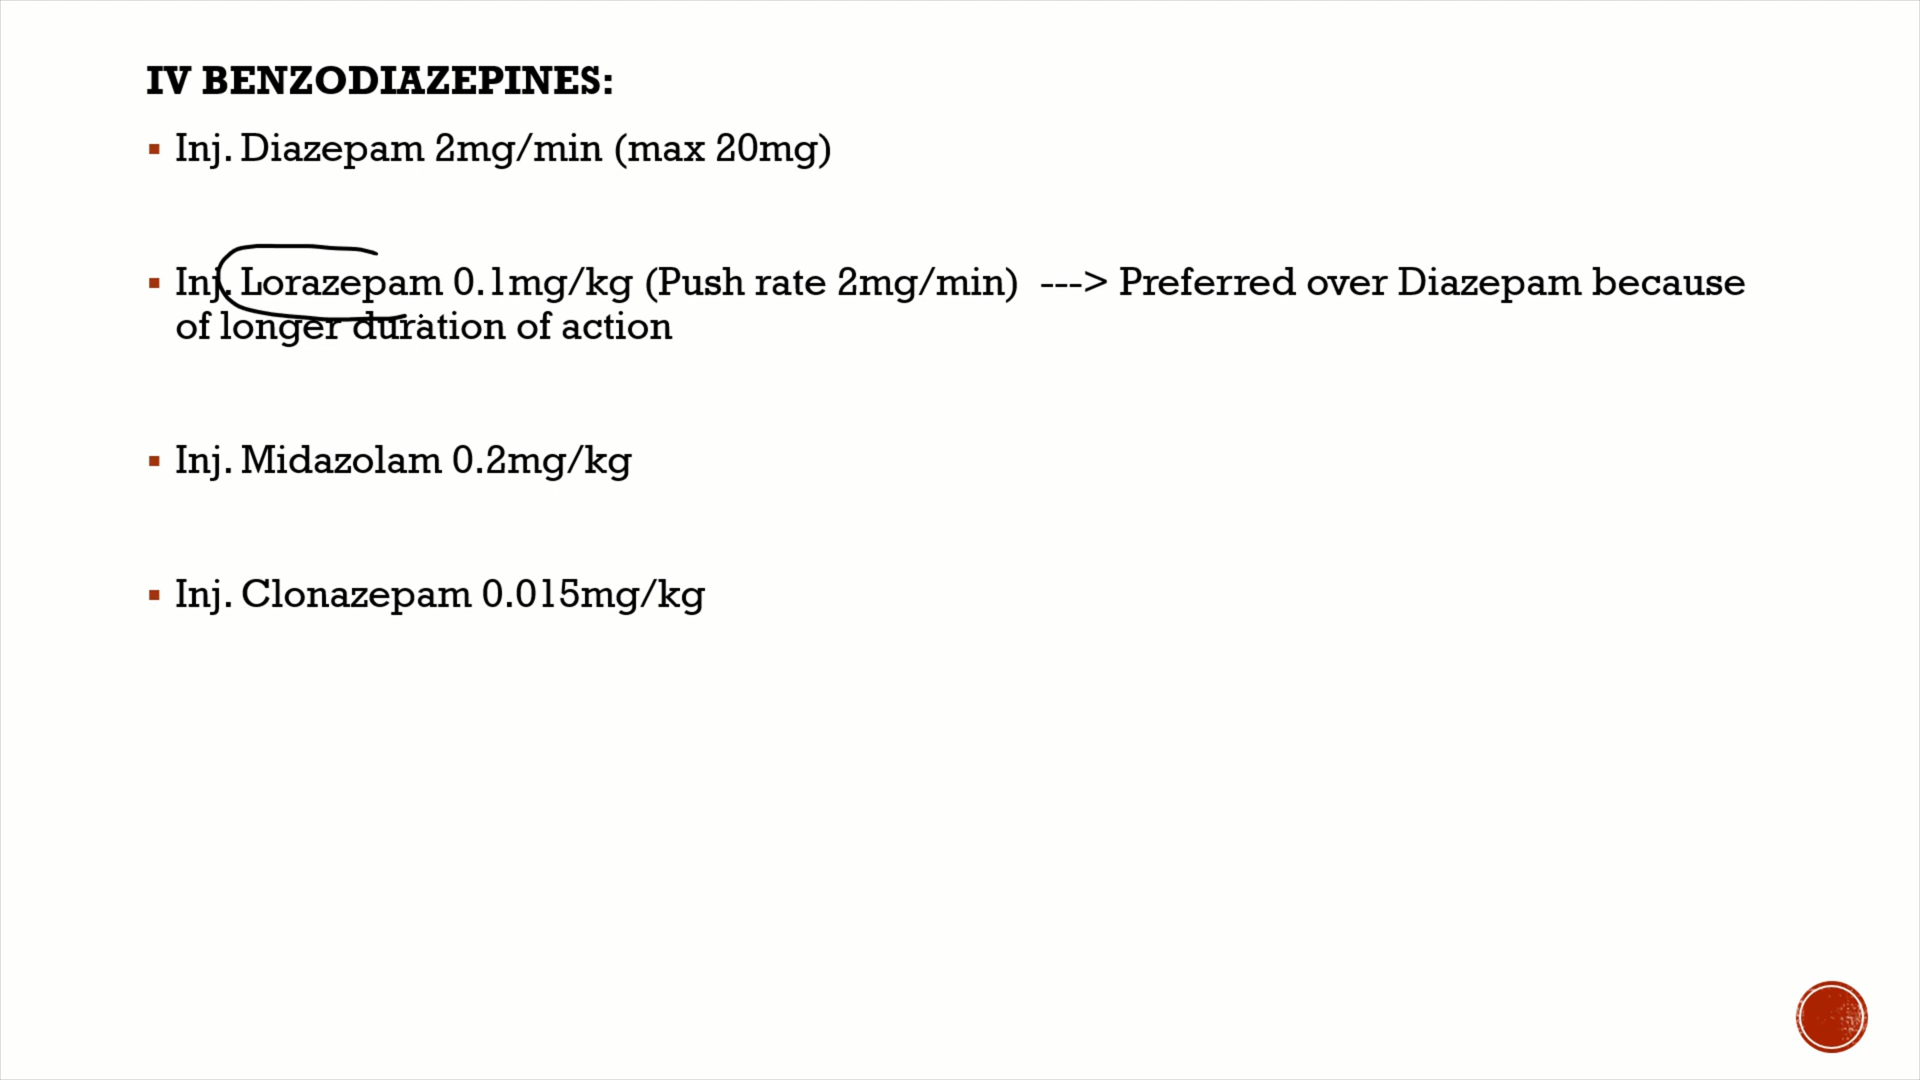 IV BENZODIAZEPINES:
▪ Inj. Diazepam 2mg/min (max 20mg)
▪ Inj. Lorazepam 0.1mg/kg (Push rate 2mg/min)  ---> Preferred over Diazepam because
of longer duration of action
▪ Inj. Midazolam 0.2mg/kg
▪ Inj. Clonazepam 0.015mg/kg